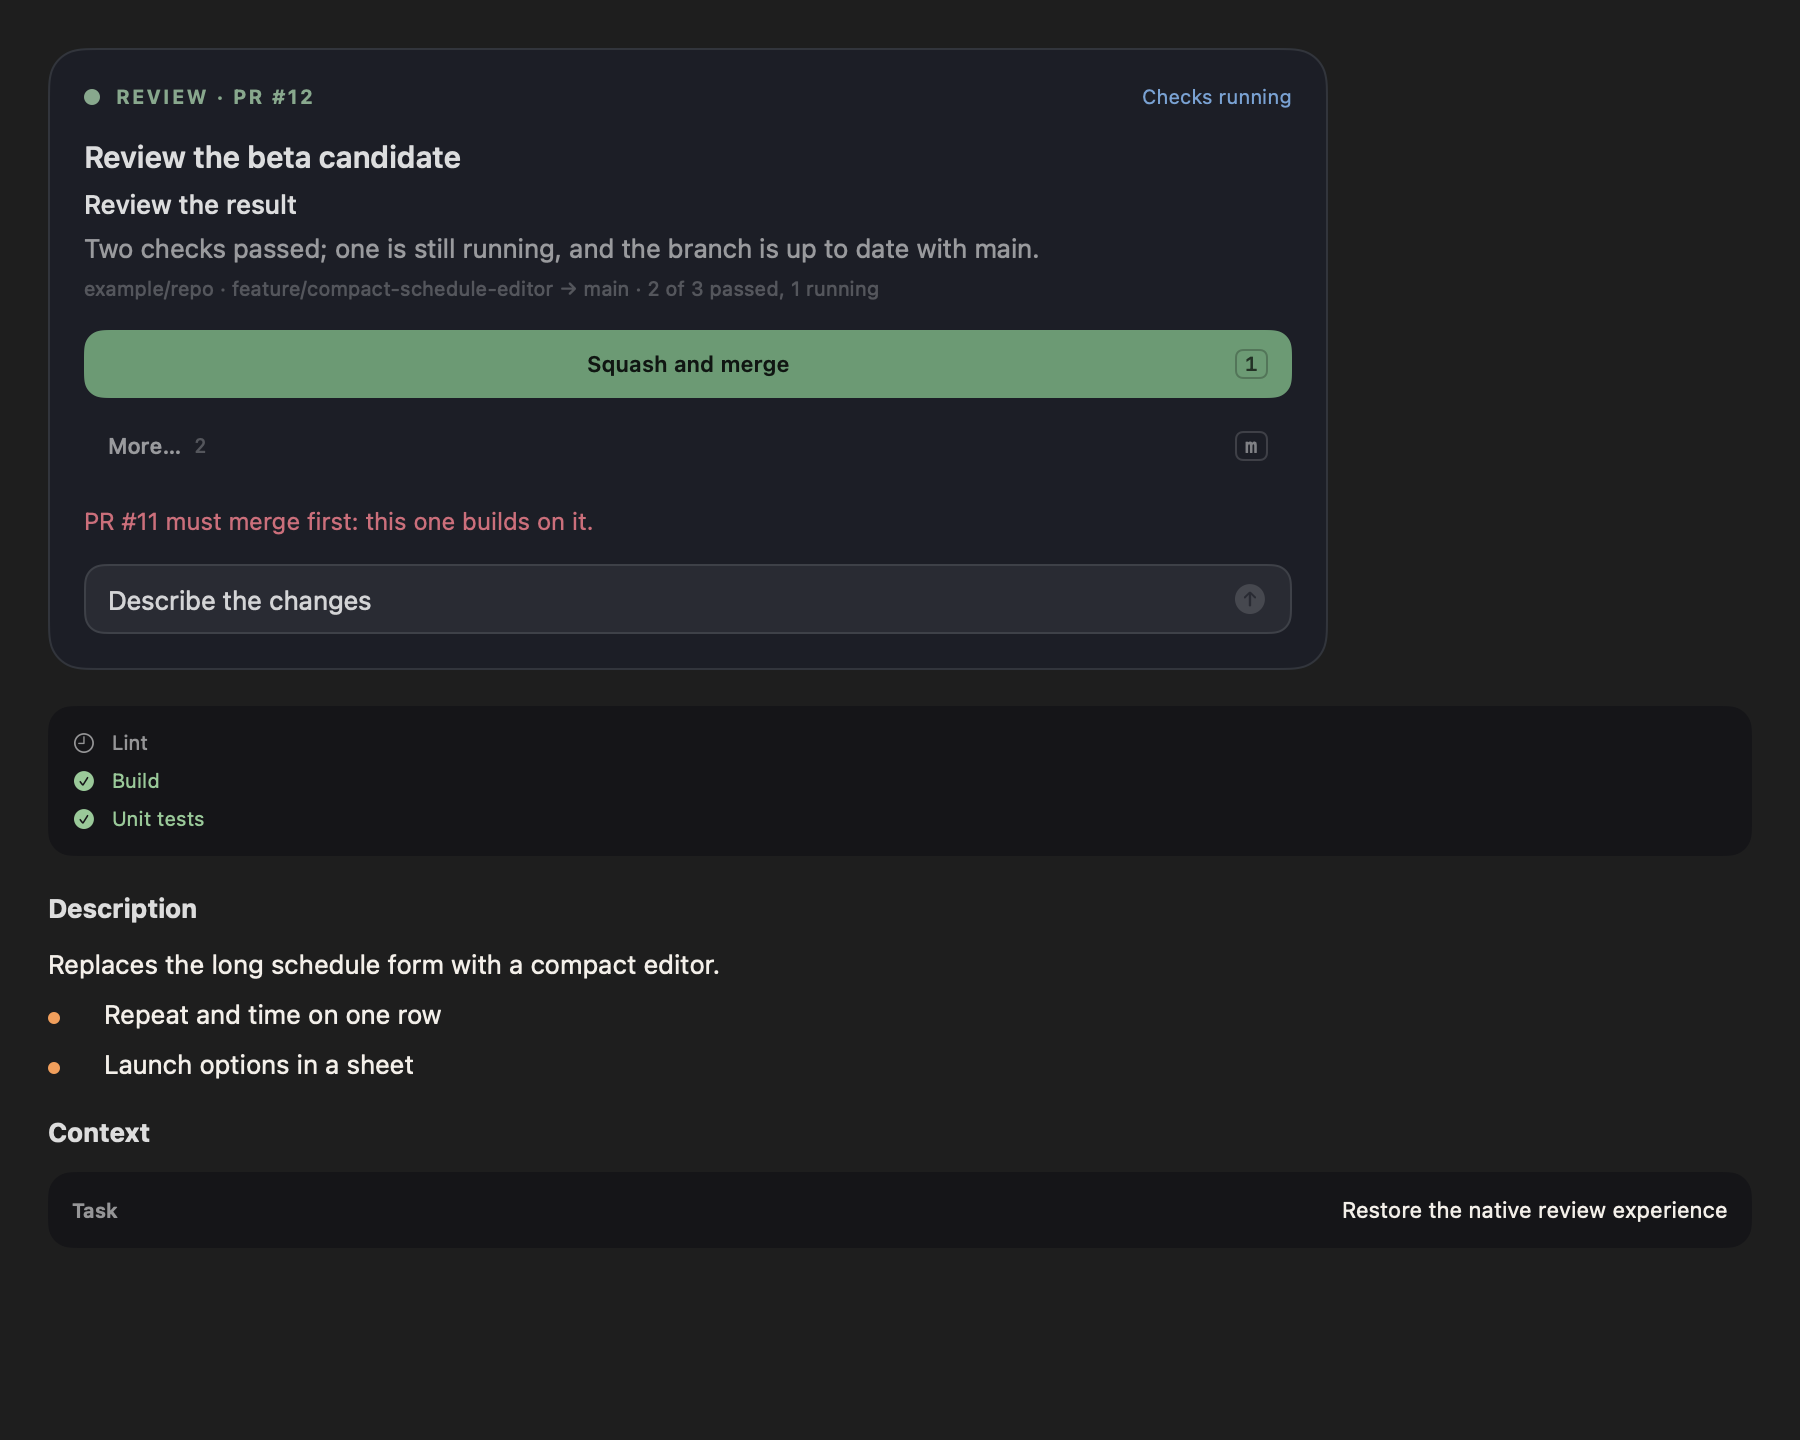 REVIEW · PR #12
Checks running
Review the beta candidate
Review the result
Two checks passed; one is still running, and the branch is up to date with main.
example/repo · feature/compact-schedule-editor → main · 2 of 3 passed, 1 running
Squash and merge 1
More... 2 m
PR #11 must merge first: this one builds on it.
Describe the changes
Lint
Build
Unit tests
Description
Replaces the long schedule form with a compact editor.
Repeat and time on one row
Launch options in a sheet
Context
Task Restore the native review experience